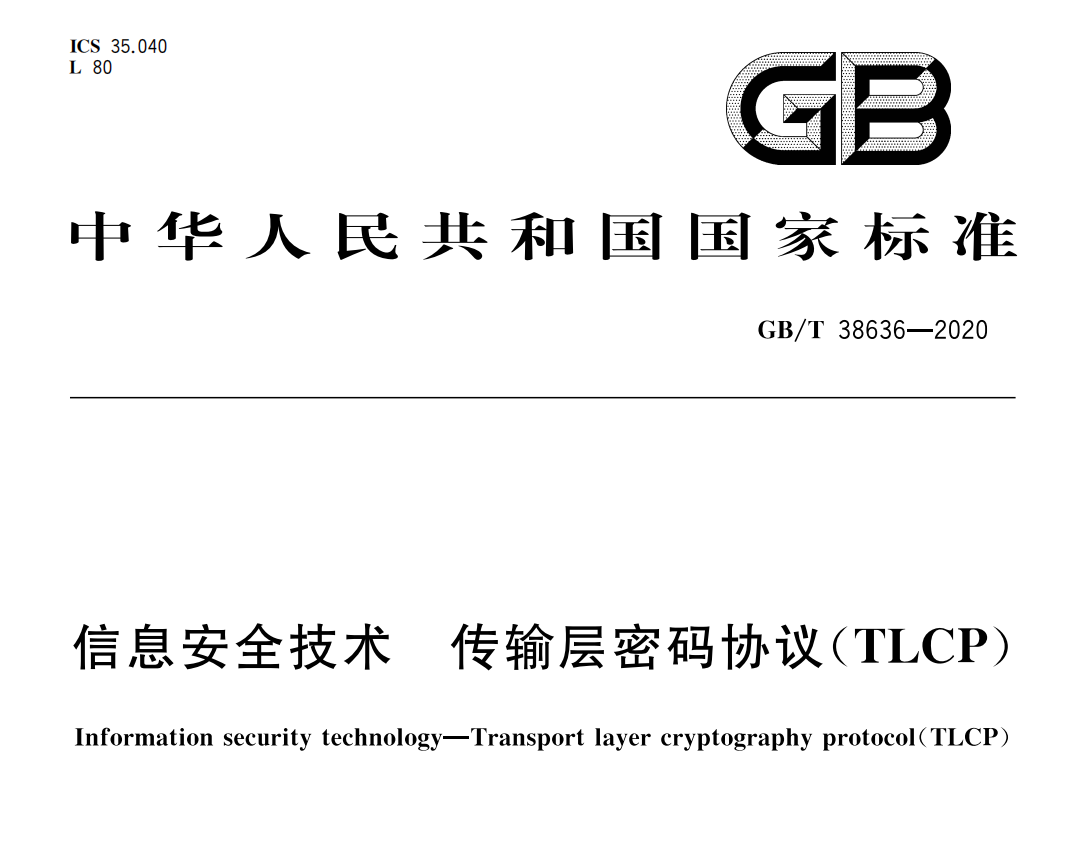 ICS 35.040
L 80
GB
中华人民共和国国家标准
GB/T 38636—2020
信息安全技术 传输层密码协议(TLCP)
Information security technology—Transport layer cryptography protocol(TLCP)